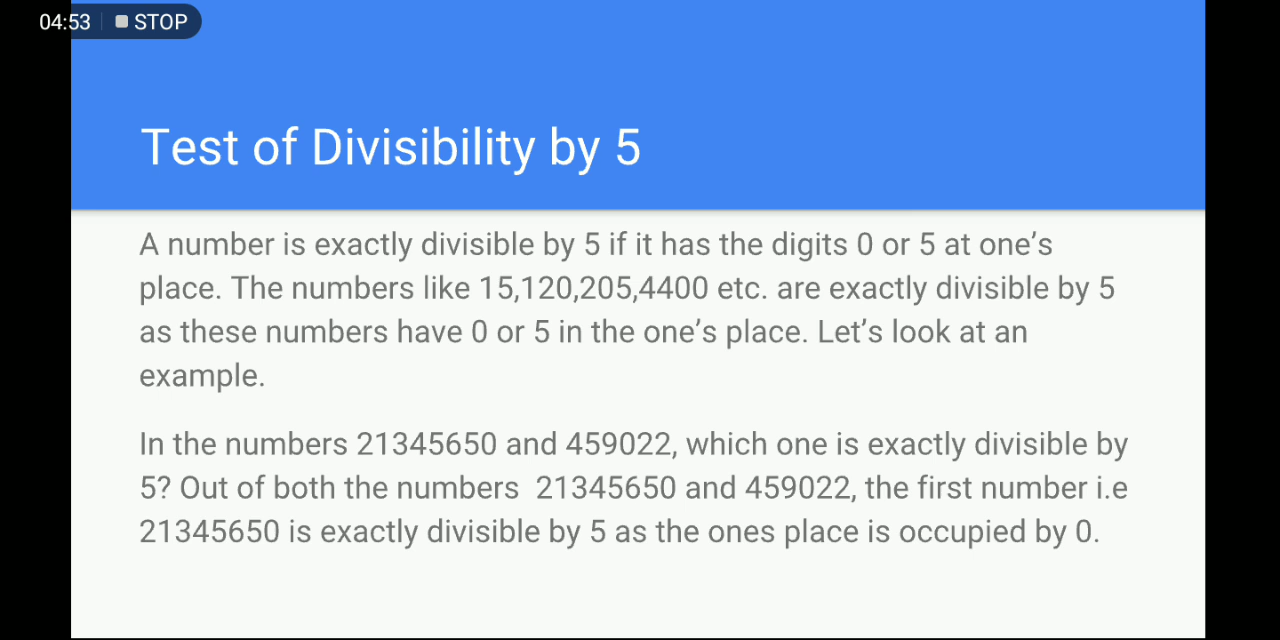 04:53 STOP
Test of Divisibility by 5
A number is exactly divisible by 5 if it has the digits 0 or 5 at one’s
place. The numbers like 15,120,205,4400 etc. are exactly divisible by 5
as these numbers have 0 or 5 in the one’s place. Let’s look at an
example.
In the numbers 21345650 and 459022, which one is exactly divisible by
5? Out of both the numbers  21345650 and 459022, the first number i.e
21345650 is exactly divisible by 5 as the ones place is occupied by 0.